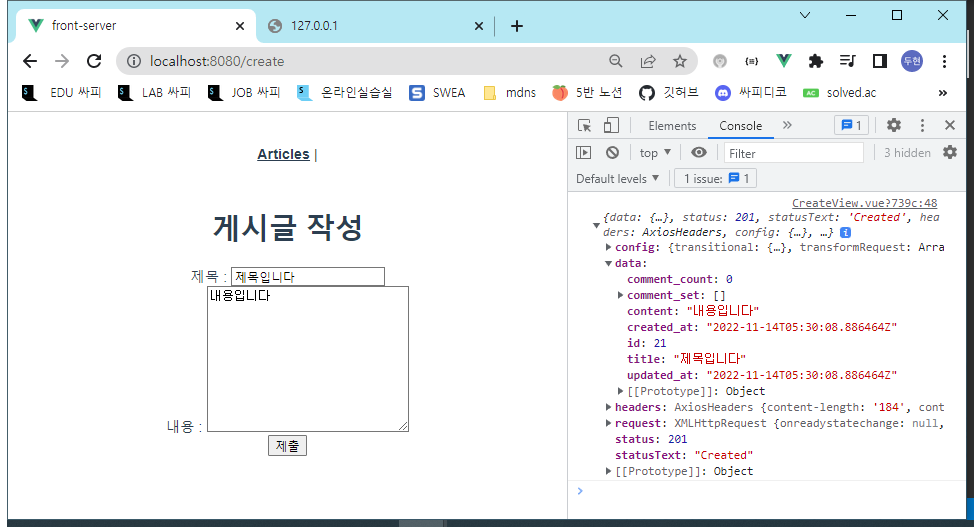 front-server
127.0.0.1
localhost:8080/create
두현
EDU 싸피
LAB 싸피
JOB 싸피
온라인실습실
S SWEA
mdns
5반 노션
깃허브
싸피디코
AC solved.ac
»
Articles |
게시글 작성
제목 : 제목입니다
내용입니다
내용 :
제출
Elements
Console
»
1
top ▼
Filter
3 hidden
Default levels ▼
1 issue: 1
CreateView.vue?739c:48
{data: {…}, status: 201, statusText: 'Created', hea
ders: AxiosHeaders, config: {…}, …} i
▶ config: {transitional: {…}, transformRequest: Arra
▼ data:
comment_count: 0
▶ comment_set: []
content: "내용입니다"
created_at: "2022-11-14T05:30:08.886464Z"
id: 21
title: "제목입니다"
updated_at: "2022-11-14T05:30:08.886464Z"
▶ [[Prototype]]: Object
▶ headers: AxiosHeaders {content-length: '184', cont
▶ request: XMLHttpRequest {onreadystatechange: null,
status: 201
statusText: "Created"
▶ [[Prototype]]: Object